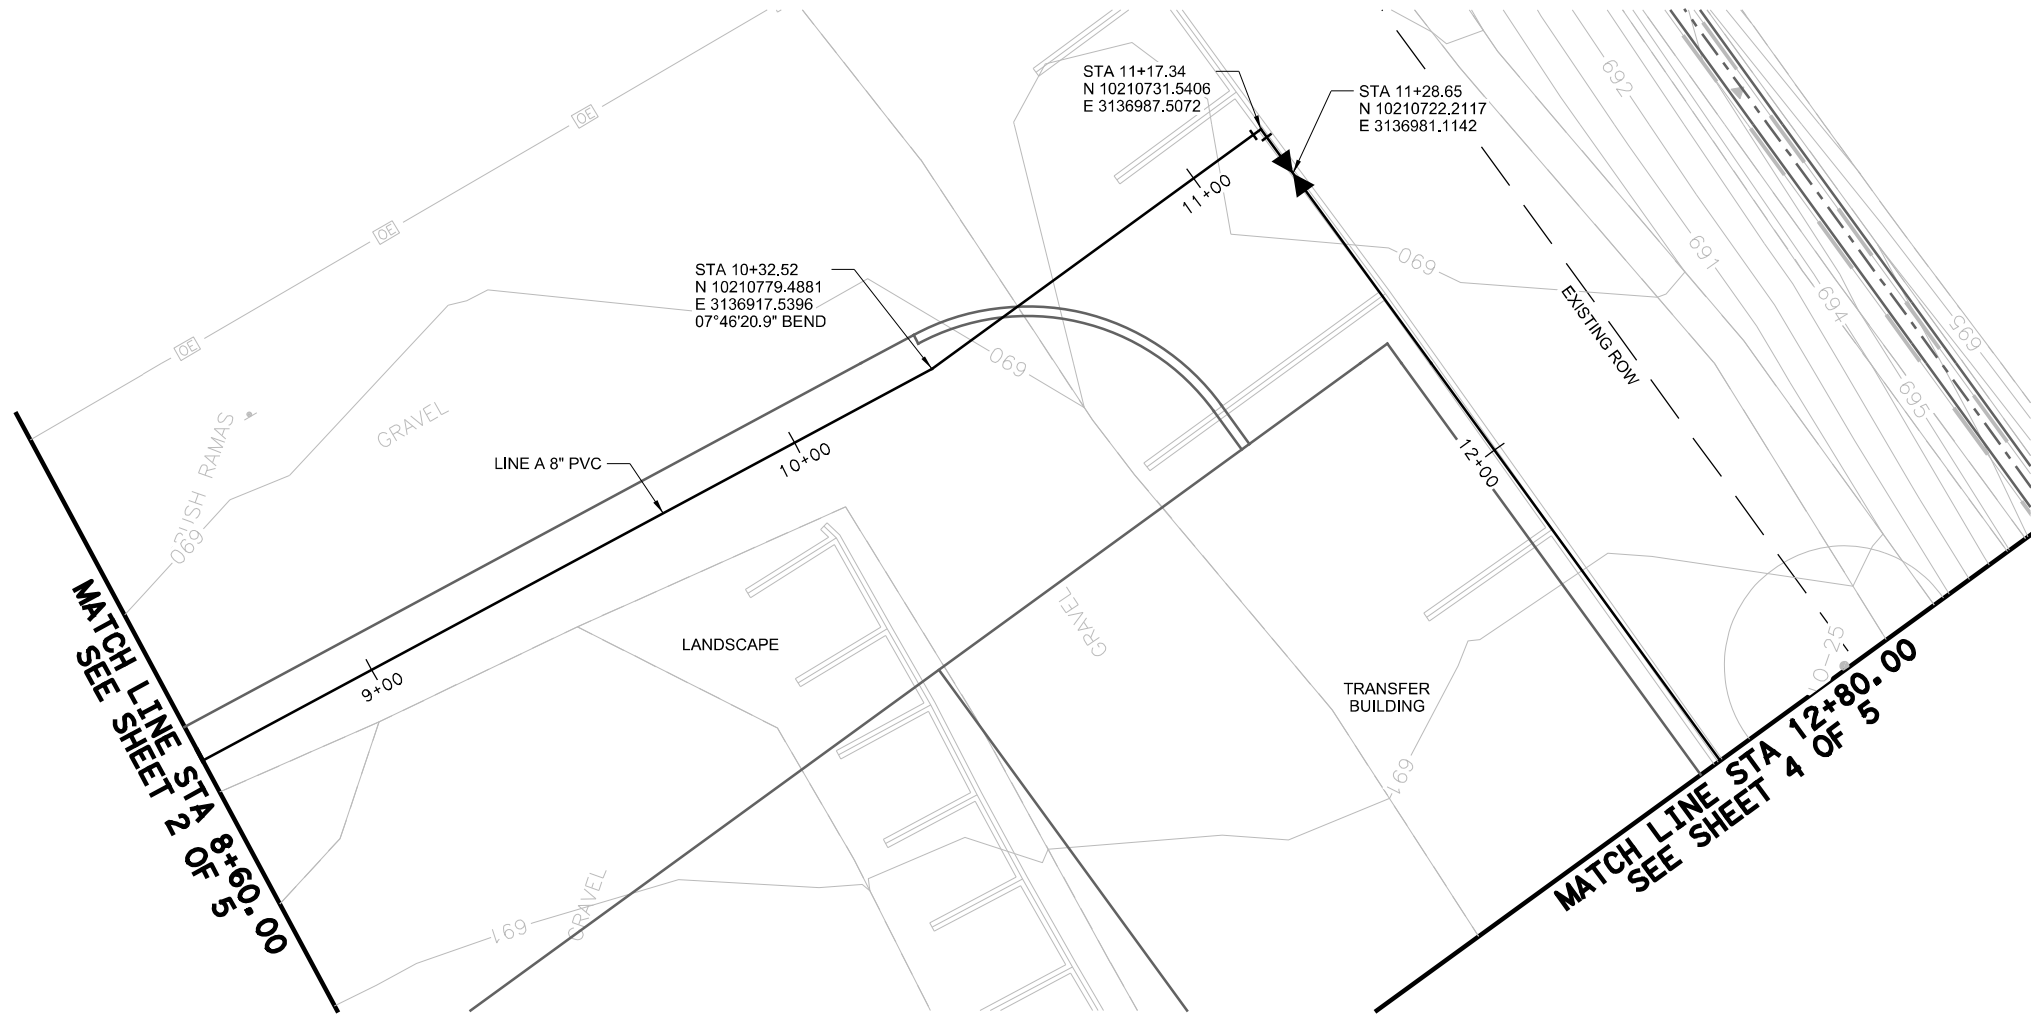 OE
OE
OE
STA 11+17.34
N 10210731.5406
E 3136987.5072
STA 11+28.65
N 10210722.2117
E 3136981.1142
692
11+00
STA 10+32.52
N 10210779.4881
E 3136917.5396
07°46'20.9" BEND
690
691
694
695
695
EXISTING ROW
690
GRAVEL
LINE A 8" PVC
10+00
12+00
690
9+00
LANDSCAPE
GRAVEL
TRANSFER
BUILDING
691
691
GRAVEL
MATCH LINE STA 8+60.00
SEE SHEET 2 OF 5
MATCH LINE STA 12+80.00
SEE SHEET 4 OF 5